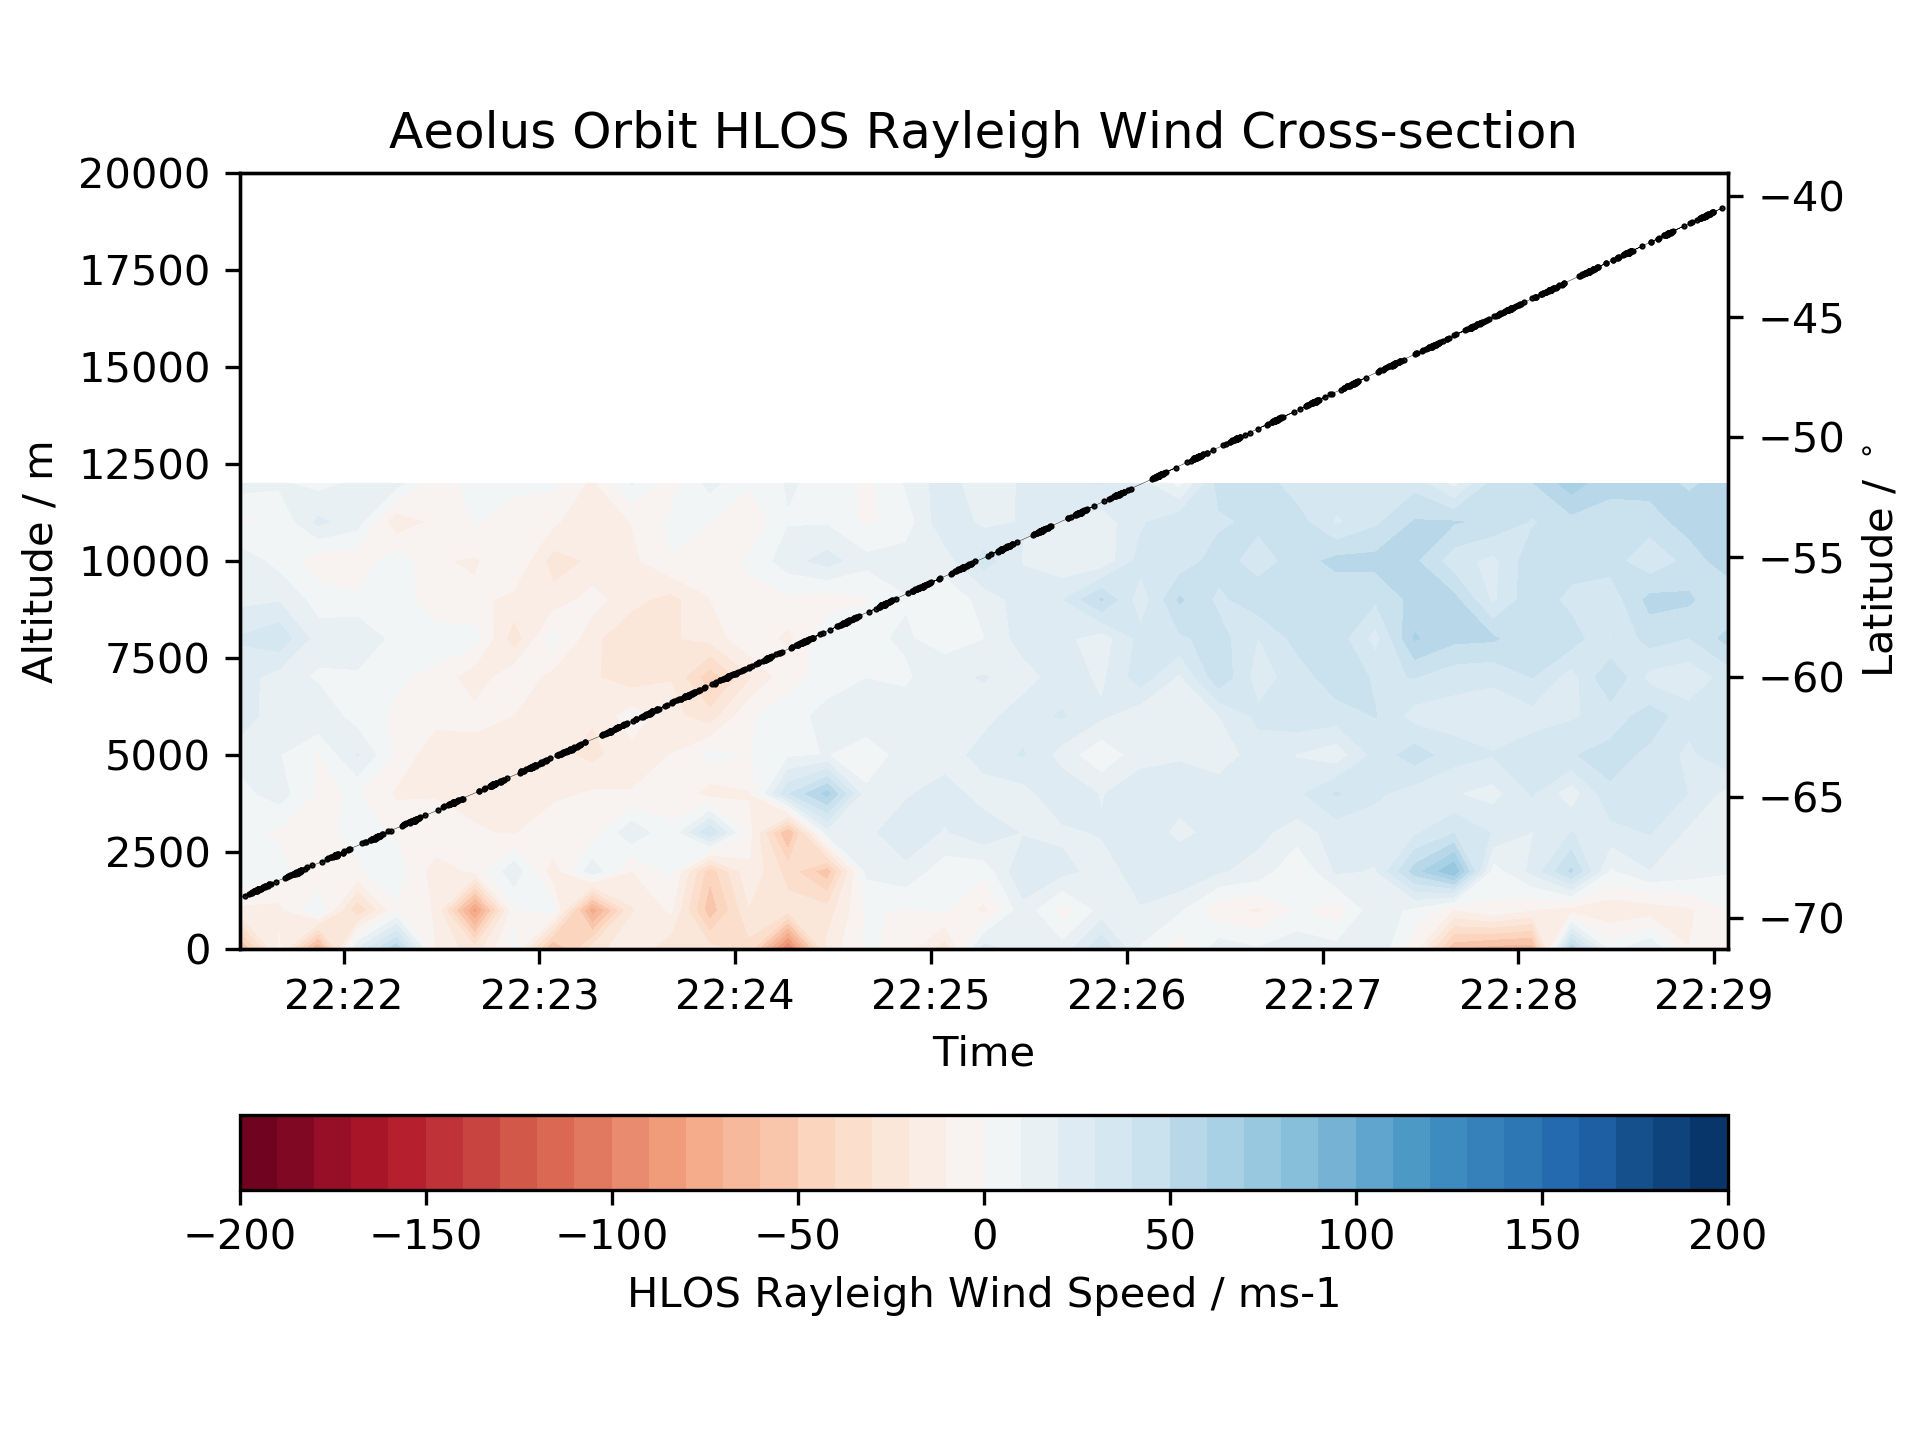 Aeolus Orbit HLOS Rayleigh Wind Cross-section
20000
17500
15000
12500
10000
7500
5000
2500
0
Altitude / m
−40
−45
−50
−55
−60
−65
−70
Latitude / °
22:22 22:23 22:24 22:25 22:26 22:27 22:28 22:29
Time
−200 −150 −100 −50 0 50 100 150 200
HLOS Rayleigh Wind Speed / ms-1